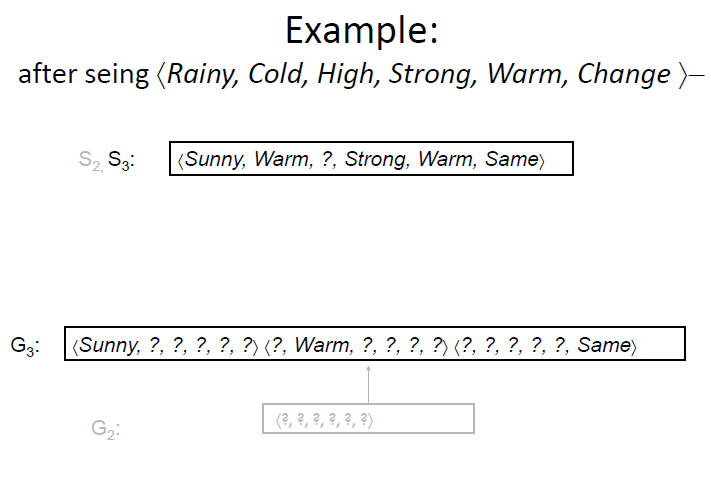 Example:
after seing ⟨Rainy, Cold, High, Strong, Warm, Change ⟩–
S2, S3: ⟨Sunny, Warm, ?, Strong, Warm, Same⟩
G3: ⟨Sunny, ?, ?, ?, ?, ?⟩ ⟨?, Warm, ?, ?, ?, ?⟩ ⟨?, ?, ?, ?, ?, Same⟩
G2: ⟨?, ?, ?, ?, ?, ?⟩